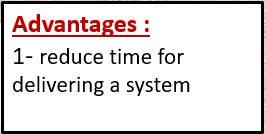 Advantages :
1- reduce time for
delivering a system